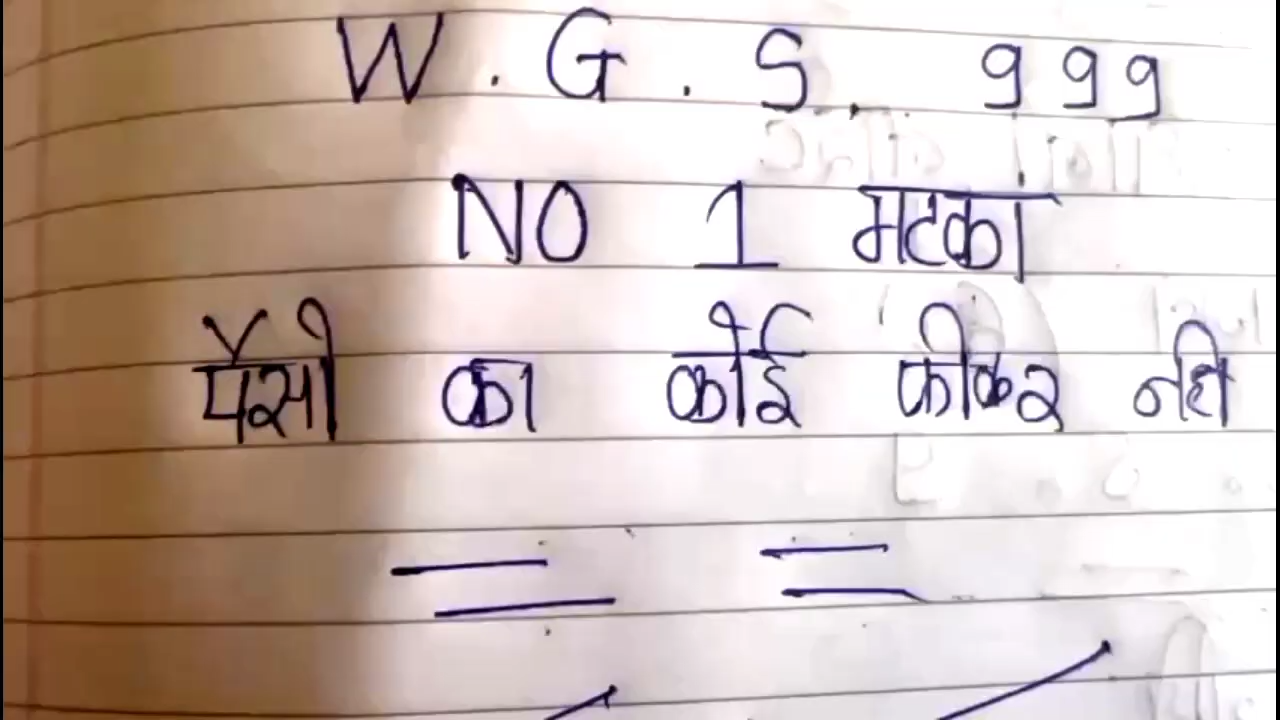 W. G. S. 999
NO 1 मटका
पैसी का कोई फीकर नही